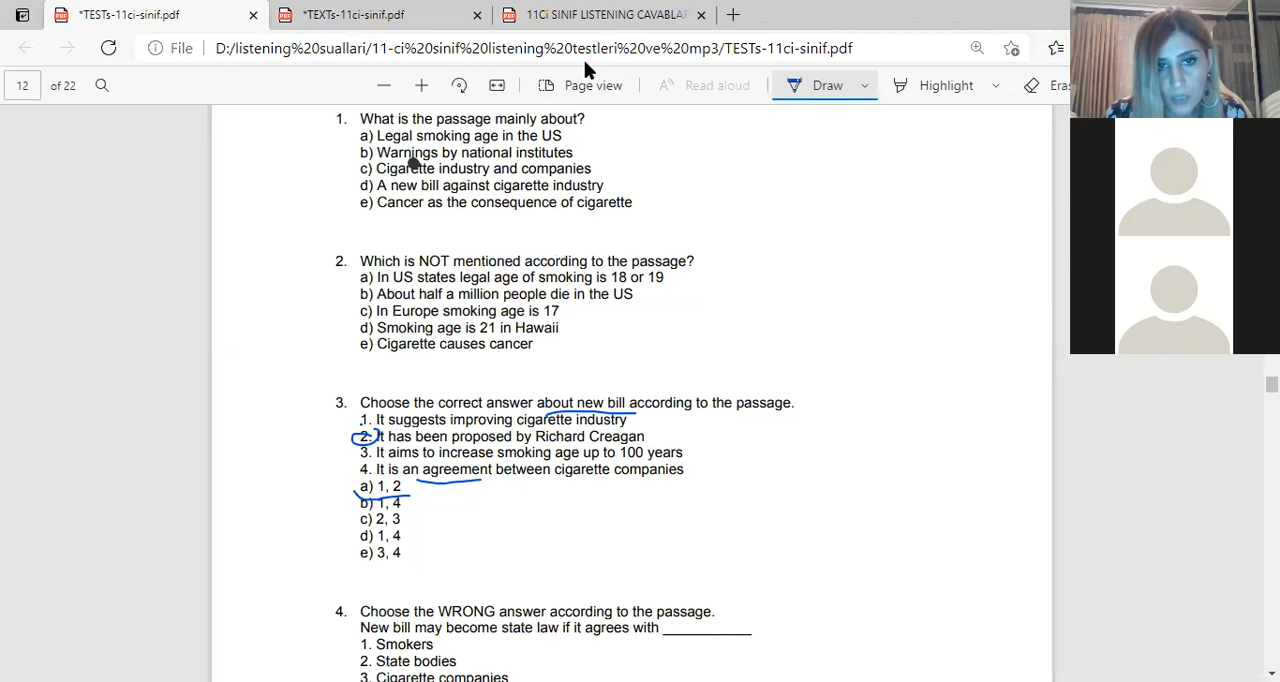 *TESTs-11ci-sinif.pdf
*TEXTs-11ci-sinif.pdf
11Ci SINIF LISTENING CAVABLAR
File
D:/listening%20suallari/11-ci%20sinif%20listening%20testleri%20ve%20mp3/TESTs-11ci-sinif.pdf
12 of 22
Page view
Read aloud
Draw
Highlight
Eras
1. What is the passage mainly about?
a) Legal smoking age in the US
b) Warnings by national institutes
c) Cigarette industry and companies
d) A new bill against cigarette industry
e) Cancer as the consequence of cigarette
2. Which is NOT mentioned according to the passage?
a) In US states legal age of smoking is 18 or 19
b) About half a million people die in the US
c) In Europe smoking age is 17
d) Smoking age is 21 in Hawaii
e) Cigarette causes cancer
3. Choose the correct answer about new bill according to the passage.
1. It suggests improving cigarette industry
2. It has been proposed by Richard Creagan
3. It aims to increase smoking age up to 100 years
4. It is an agreement between cigarette companies
a) 1, 2
b) 1, 4
c) 2, 3
d) 1, 4
e) 3, 4
4. Choose the WRONG answer according to the passage.
New bill may become state law if it agrees with ___________
1. Smokers
2. State bodies
3. Cigarette companies